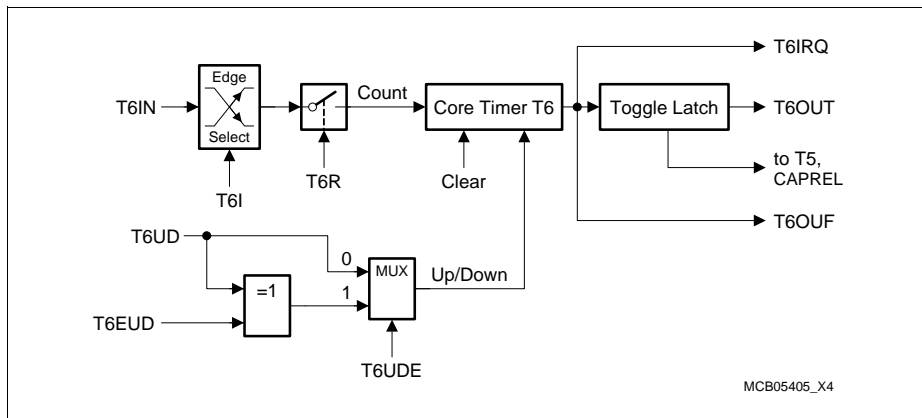 T6IRQ
Edge
Count
T6IN
Core Timer T6
Toggle Latch
T6OUT
Select
to T5,
CAPREL
T6R
Clear
T6I
T6OUF
T6UD
0
MUX
Up/Down
=1
1
T6EUD
T6UDE
MCB05405_X4